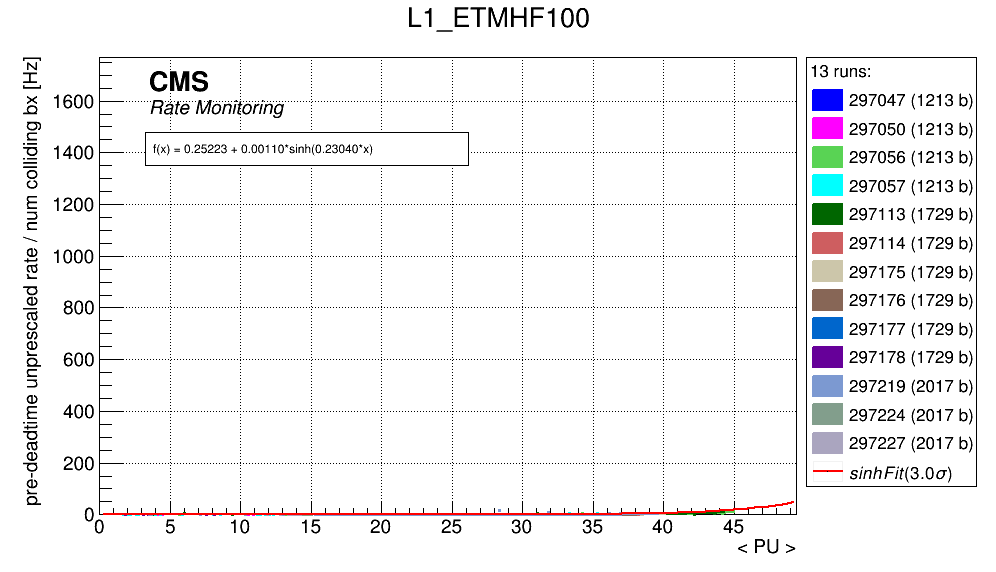 L1_ETMHF100
pre-deadtime unprescaled rate / num colliding bx [Hz]
CMS
Rate Monitoring
f(x) = 0.25223 + 0.00110*sinh(0.23040*x)
1600
1400
1200
1000
800
600
400
200
0
0 5 10 15 20 25 30 35 40 45
< PU >
13 runs:
297047 (1213 b)
297050 (1213 b)
297056 (1213 b)
297057 (1213 b)
297113 (1729 b)
297114 (1729 b)
297175 (1729 b)
297176 (1729 b)
297177 (1729 b)
297178 (1729 b)
297219 (2017 b)
297224 (2017 b)
297227 (2017 b)
sinhFit(3.0σ)